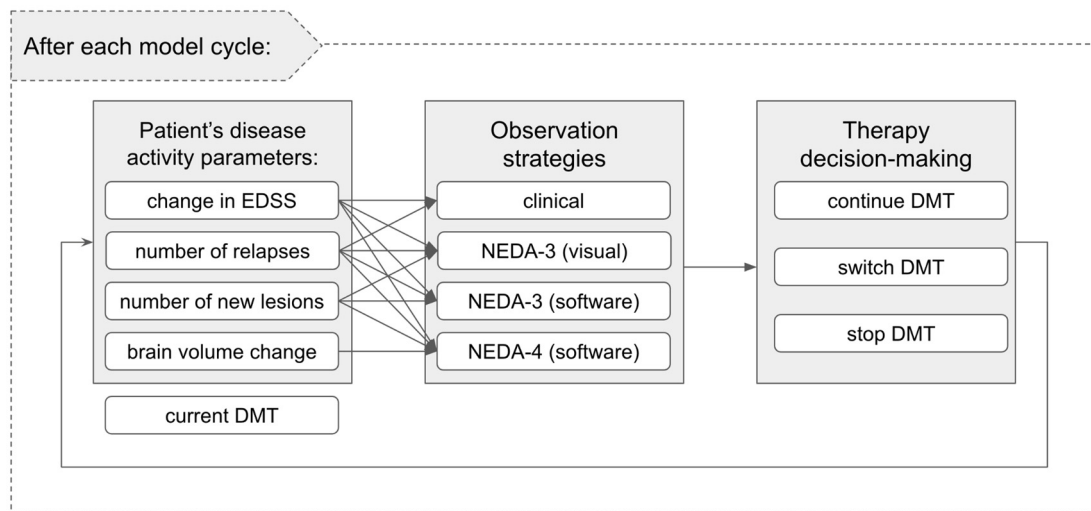 After each model cycle:
Patient’s disease
activity parameters:
change in EDSS
number of relapses
number of new lesions
brain volume change
current DMT
Observation
strategies
clinical
NEDA-3 (visual)
NEDA-3 (software)
NEDA-4 (software)
Therapy
decision-making
continue DMT
switch DMT
stop DMT